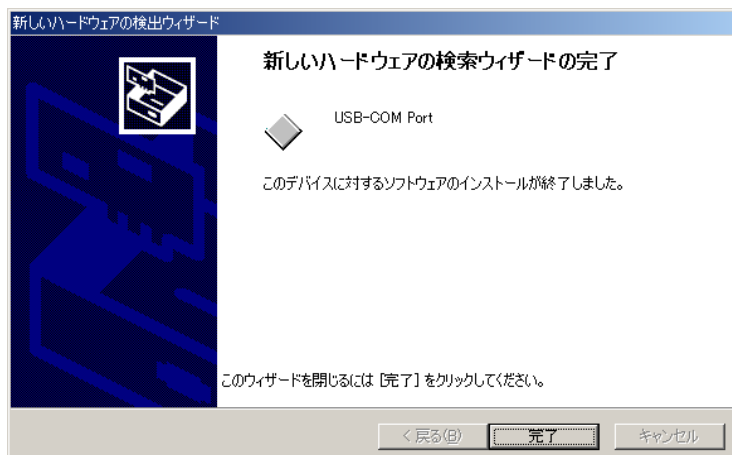 新しいハードウェアの検出ウィザード
新しいハードウェアの検索ウィザードの完了
USB-COM Port
このデバイスに対するソフトウェアのインストールが終了しました。
このウィザードを閉じるには [完了] をクリックしてください。
< 戻る(B) 完了 キャンセル